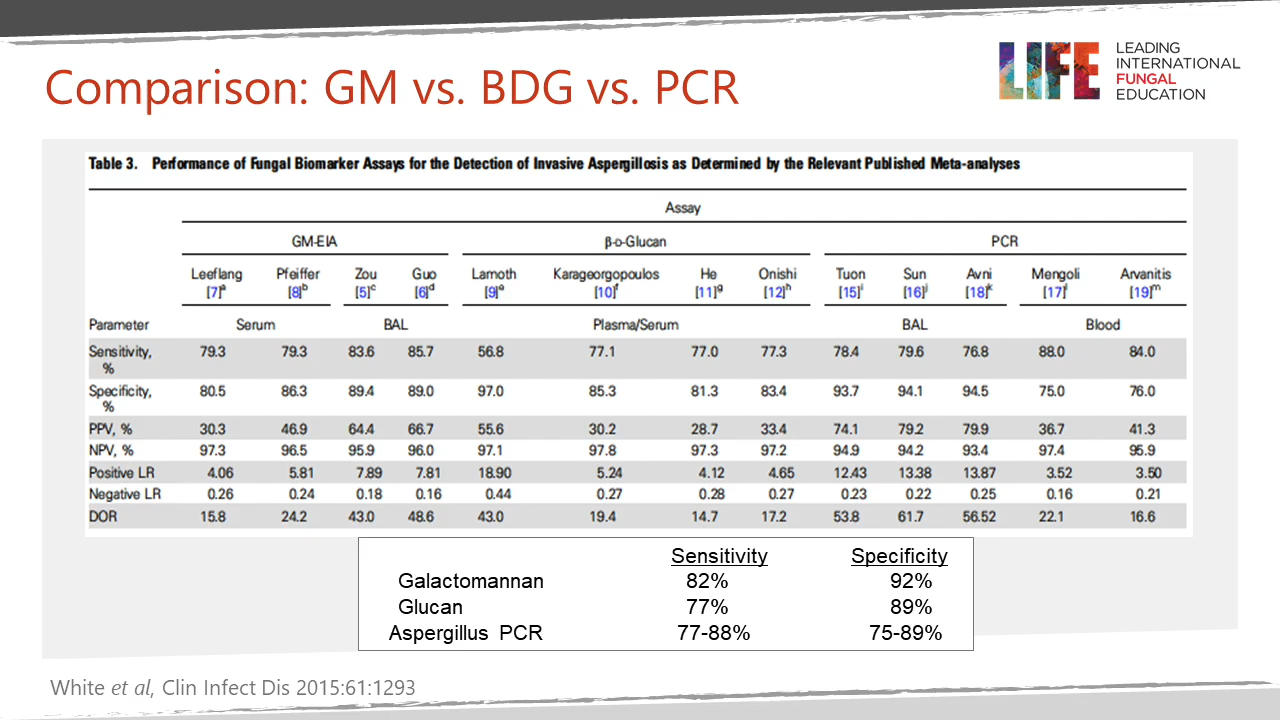 Comparison: GM vs. BDG vs. PCR
LIFE
LEADING
INTERNATIONAL
FUNGAL
EDUCATION
Table 3. Performance of Fungal Biomarker Assays for the Detection of Invasive Aspergillosis as Determined by the Relevant Published Meta-analyses
Assay
GM-EIA β-D-Glucan PCR
Leeflang Pfeiffer Zou Guo Lamoth Karageorgopoulos He Onishi Tuon Sun Avni Mengoli Arvanitis
[7]a [8]b [5]c [6]d [9]e [10]f [11]g [12]h [15]i [16]j [18]k [17]l [19]m
Parameter Serum BAL Plasma/Serum BAL Blood
Sensitivity, 79.3 79.3 83.6 85.7 56.8 77.1 77.0 77.3 78.4 79.6 76.8 88.0 84.0
%
Specificity, 80.5 86.3 89.4 89.0 97.0 85.3 81.3 83.4 93.7 94.1 94.5 75.0 76.0
%
PPV, % 30.3 46.9 64.4 66.7 55.6 30.2 28.7 33.4 74.1 79.2 79.9 36.7 41.3
NPV, % 97.3 96.5 95.9 96.0 97.1 97.8 97.3 97.2 94.9 94.2 93.4 97.4 95.9
Positive LR 4.06 5.81 7.89 7.81 18.90 5.24 4.12 4.65 12.43 13.38 13.87 3.52 3.50
Negative LR 0.26 0.24 0.18 0.16 0.44 0.27 0.28 0.27 0.23 0.22 0.25 0.16 0.21
DOR 15.8 24.2 43.0 48.6 43.0 19.4 14.7 17.2 53.8 61.7 56.52 22.1 16.6
Sensitivity Specificity
Galactomannan 82% 92%
Glucan 77% 89%
Aspergillus PCR 77-88% 75-89%
White et al, Clin Infect Dis 2015:61:1293